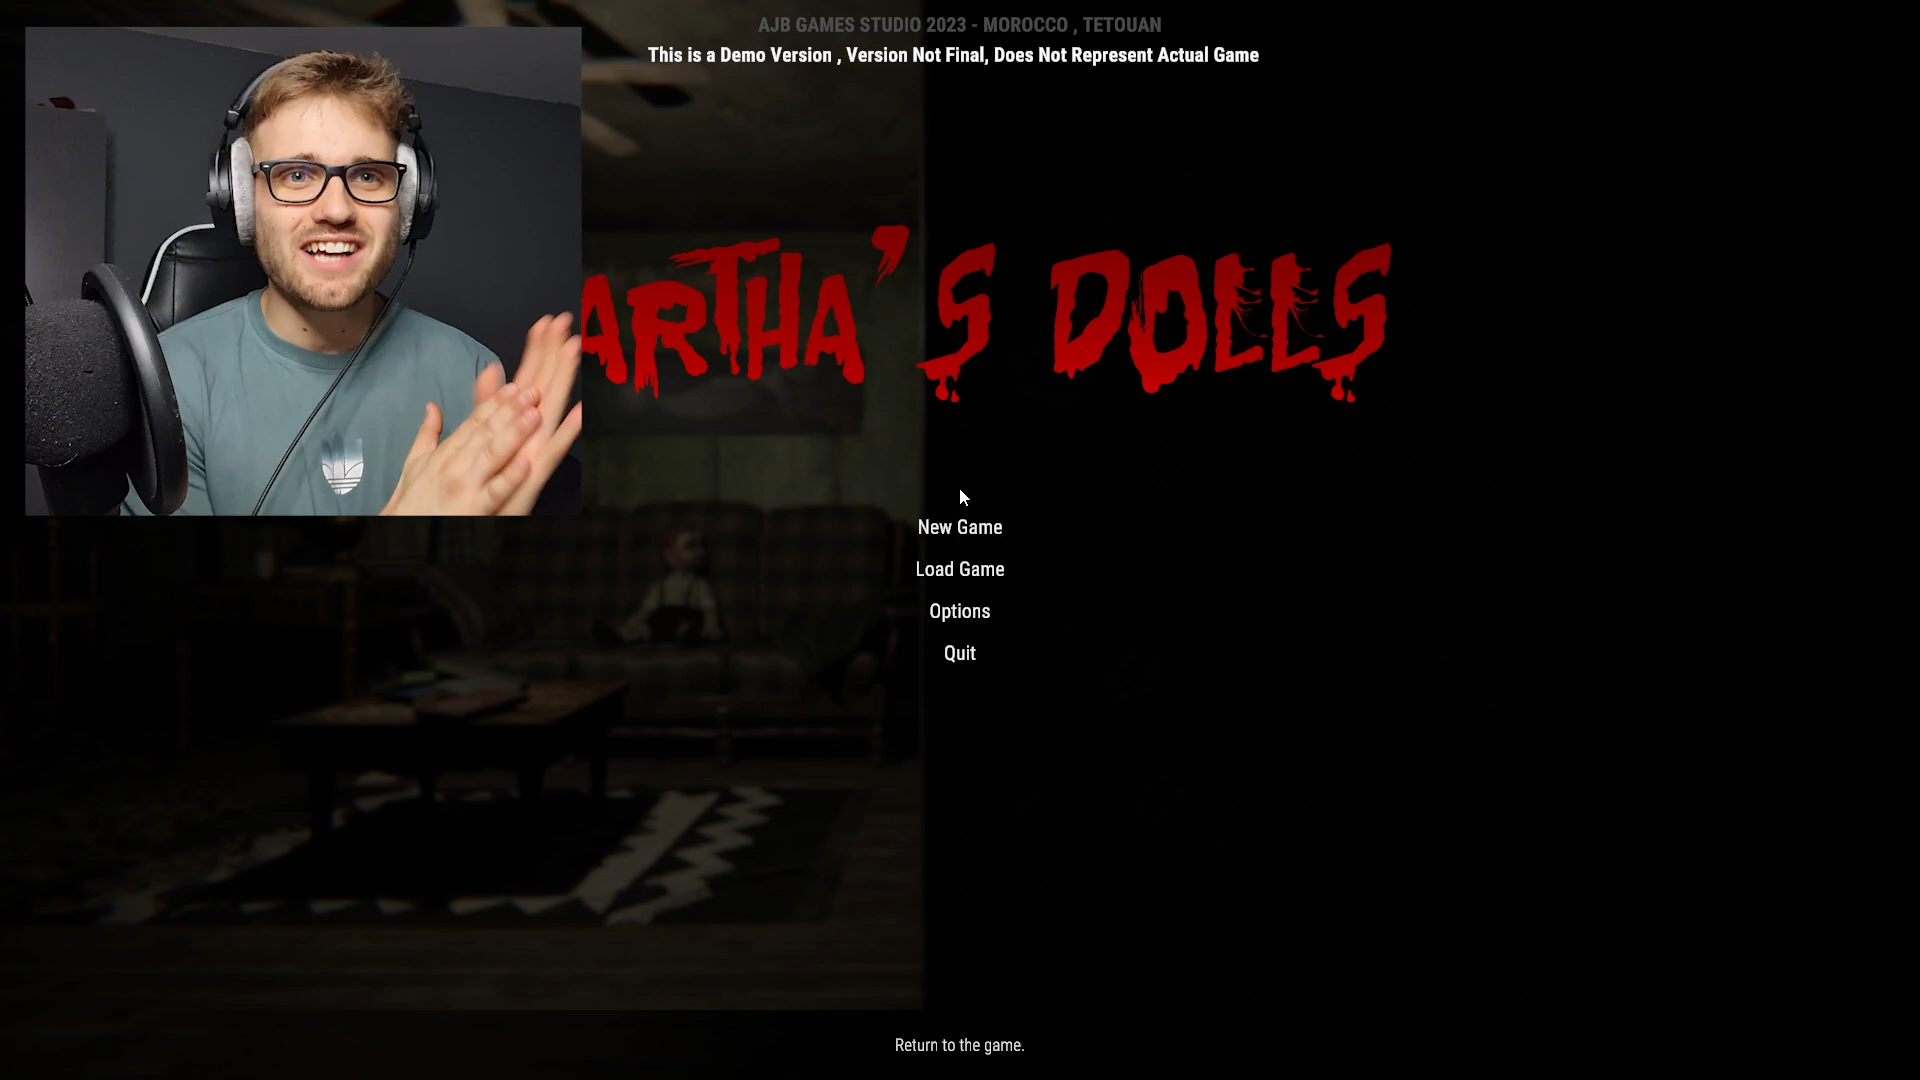 AJB GAMES STUDIO 2023 - MOROCCO , TETOUAN
This is a Demo Version , Version Not Final, Does Not Represent Actual Game
ARTHA'S DOLLS
New Game
Load Game
Options
Quit
Return to the game.